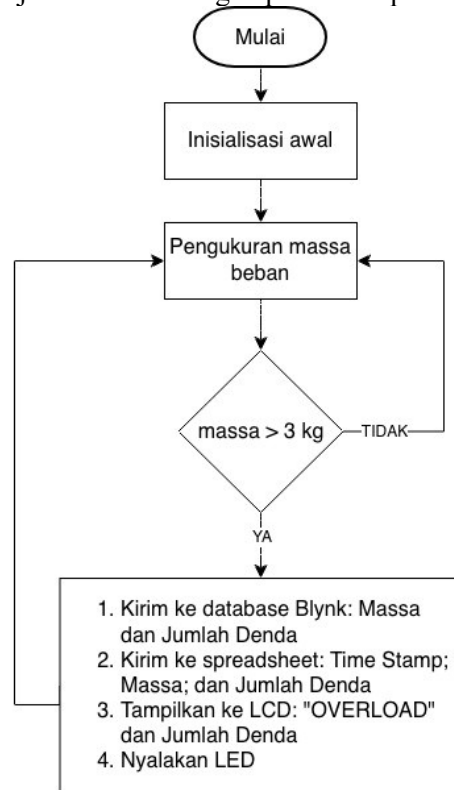 Mulai
Inisialisasi awal
Pengukuran massa
beban
massa > 3 kg
TIDAK
YA
1. Kirim ke database Blynk: Massa
dan Jumlah Denda
2. Kirim ke spreadsheet: Time Stamp;
Massa; dan Jumlah Denda
3. Tampilkan ke LCD: "OVERLOAD"
dan Jumlah Denda
4. Nyalakan LED